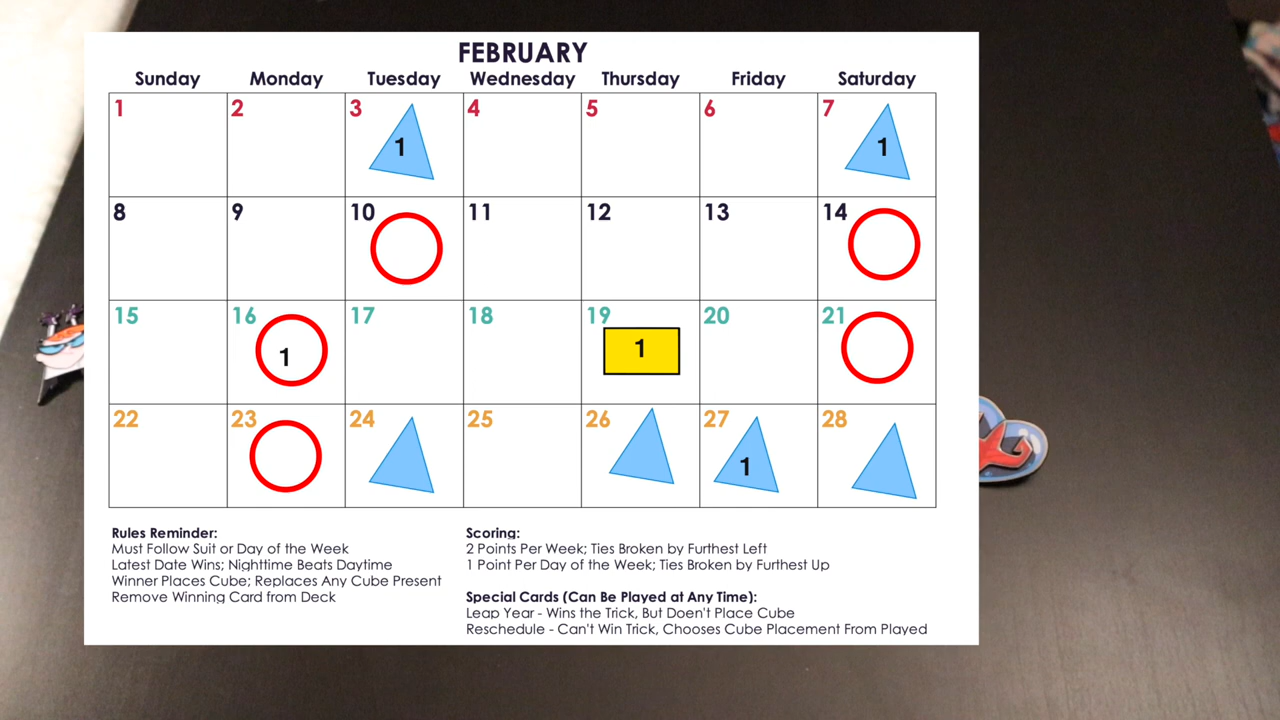 FEBRUARY
Sunday Monday Tuesday Wednesday Thursday Friday Saturday
1 2 3 4 5 6 7
1 1
8 9 10 11 12 13 14
15 16 17 18 19 20 21
1 1
22 23 24 25 26 27 28
1
Rules Reminder:
Must Follow Suit or Day of the Week
Latest Date Wins; Nighttime Beats Daytime
Winner Places Cube; Replaces Any Cube Present
Remove Winning Card from Deck
Scoring:
2 Points Per Week; Ties Broken by Furthest Left
1 Point Per Day of the Week; Ties Broken by Furthest Up
Special Cards (Can Be Played at Any Time):
Leap Year - Wins the Trick, But Doen't Place Cube
Reschedule - Can't Win Trick, Chooses Cube Placement From Played